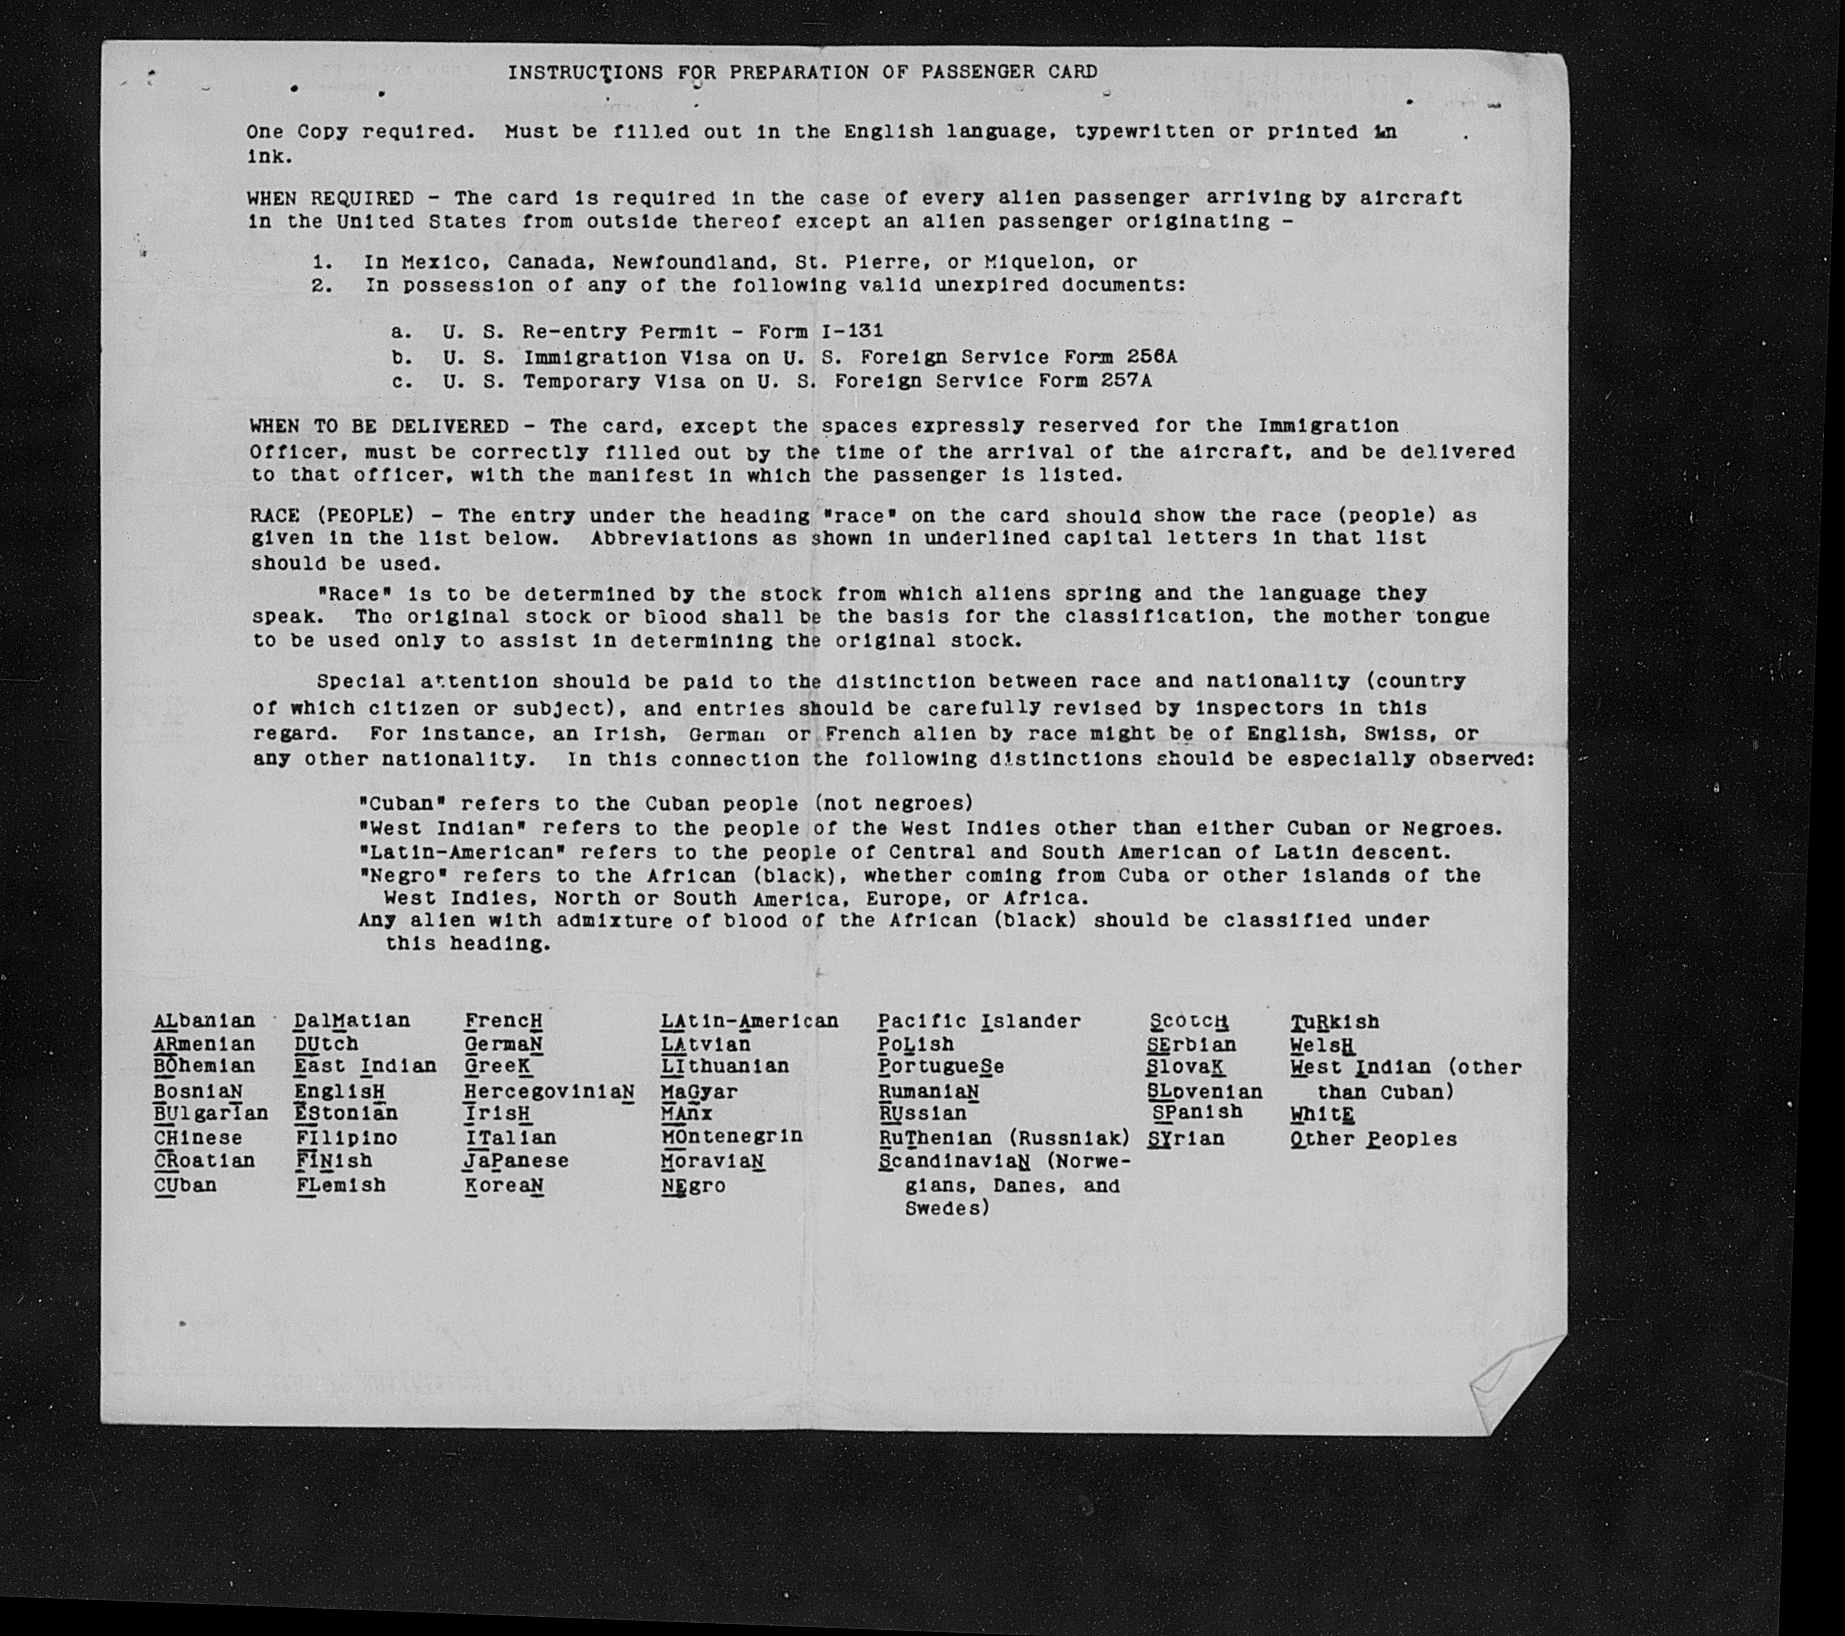 INSTRUCTIONS FOR PREPARATION OF PASSENGER CARD
One Copy required. Must be filled out in the English language, typewritten or printed in
ink.
WHEN REQUIRED - The card is required in the case of every alien passenger arriving by aircraft
in the United States from outside thereof except an alien passenger originating -
1. In Mexico, Canada, Newfoundland, St. Pierre, or Miquelon, or
2. In possession of any of the following valid unexpired documents:
a. U. S. Re-entry Permit - Form I-131
b. U. S. Immigration Visa on U. S. Foreign Service Form 256A
c. U. S. Temporary Visa on U. S. Foreign Service Form 257A
WHEN TO BE DELIVERED - The card, except the spaces expressly reserved for the Immigration
Officer, must be correctly filled out by the time of the arrival of the aircraft, and be delivered
to that officer, with the manifest in which the passenger is listed.
RACE (PEOPLE) - The entry under the heading "race" on the card should show the race (people) as
given in the list below. Abbreviations as shown in underlined capital letters in that list
should be used.
"Race" is to be determined by the stock from which aliens spring and the language they
speak. The original stock or blood shall be the basis for the classification, the mother tongue
to be used only to assist in determining the original stock.
Special attention should be paid to the distinction between race and nationality (country
of which citizen or subject), and entries should be carefully revised by inspectors in this
regard. For instance, an Irish, German or French alien by race might be of English, Swiss, or
any other nationality. In this connection the following distinctions should be especially observed:
"Cuban" refers to the Cuban people (not negroes)
"West Indian" refers to the people of the West Indies other than either Cuban or Negroes.
"Latin-American" refers to the people of Central and South American of Latin descent.
"Negro" refers to the African (black), whether coming from Cuba or other islands of the
West Indies, North or South America, Europe, or Africa.
Any alien with admixture of blood of the African (black) should be classified under
this heading.
ALbanian DalMatian FrencH LAtin-American Pacific Islander ScotcH TuRkish
ARmenian DUtch GermaN LAtvian PoLish SErbian WelsH
BOhemian East Indian GreeK LIthuanian PortugueSe SlovaK West Indian (other
BosniaN EnglisH HercegoviniaN MaGyar RumaniaN SLovenian than Cuban)
BUlgarIan EStonian IrisH MAnx RUssian SPanish WhitE
CHinese FIlipino ITalian MOntenegrin RuThenian (Russniak) SYrian Other Peoples
CRoatian FINish JaPanese MoraviaN ScandinaviaN (Norwe-
CUban FLemish KoreaN NEgro gians, Danes, and
Swedes)